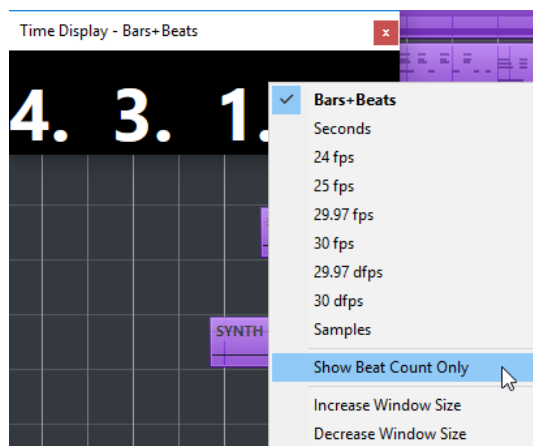 Time Display - Bars+Beats
x
4. 3. 1.
Bars+Beats
Seconds
24 fps
25 fps
29.97 fps
30 fps
29.97 dfps
30 dfps
Samples
SYNTH
Show Beat Count Only
Increase Window Size
Decrease Window Size